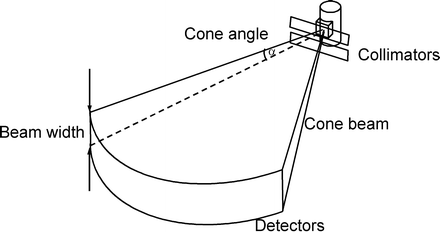 Cone angle
α
Collimators
Beam width
Cone beam
Detectors